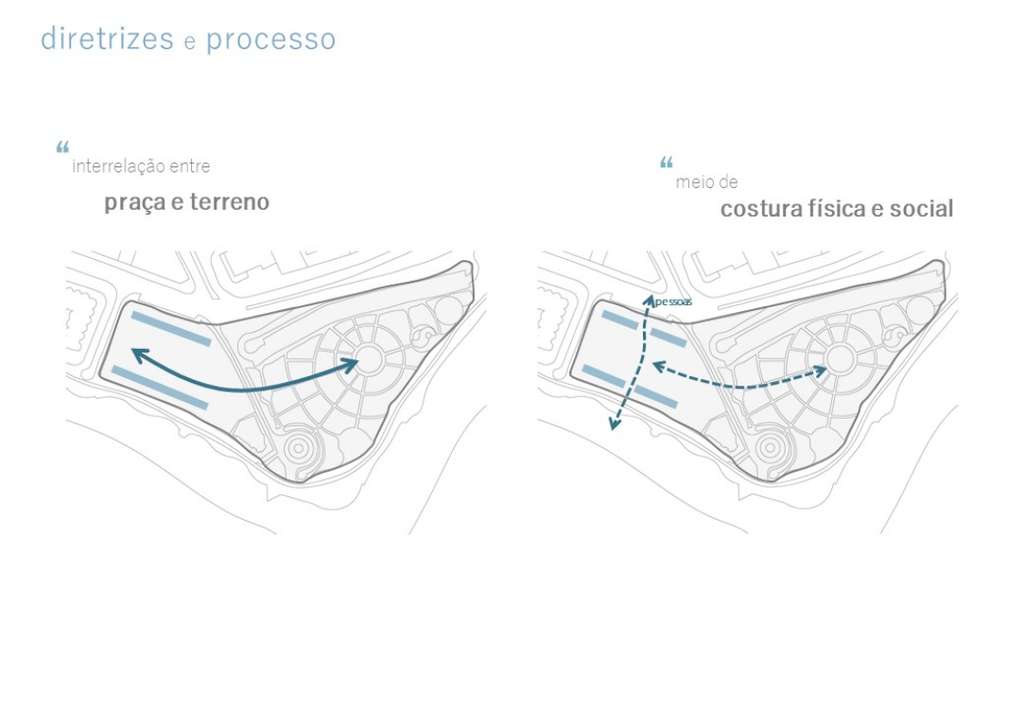 diretrizes e processo
“ interrelação entre
praça e terreno
“ meio de
costura física e social
pessoas